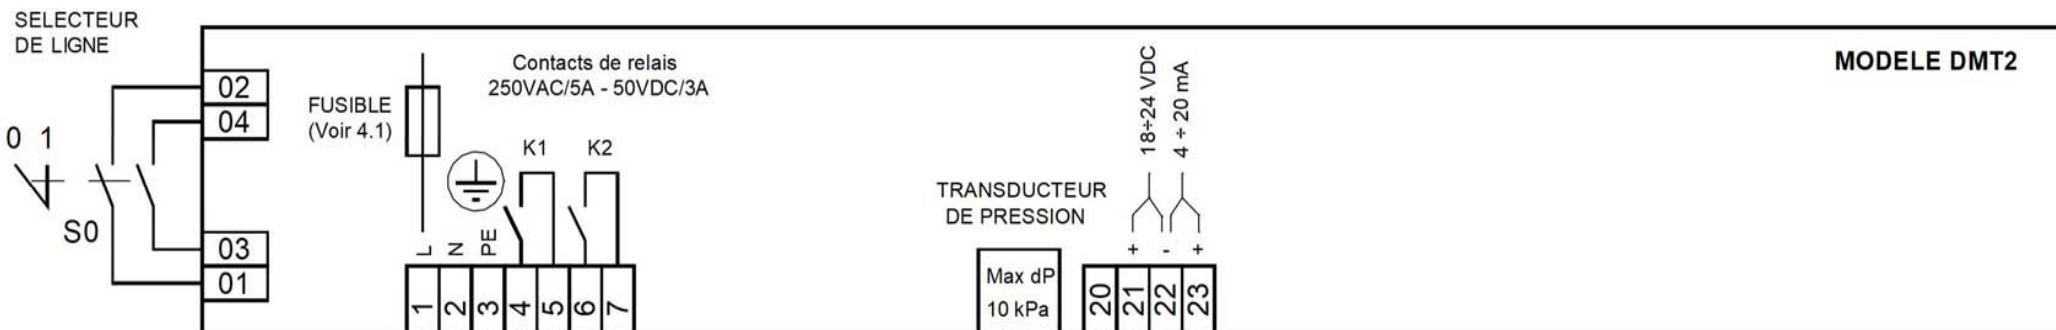 SELECTEUR
DE LIGNE
MODELE DMT2
Contacts de relais
250VAC/5A - 50VDC/3A
18÷24 VDC
4 ÷ 20 mA
02
04
FUSIBLE
(Voir 4.1)
0 1
K1 K2
S0
TRANSDUCTEUR
DE PRESSION
L N PE
+ - +
03
01
Max dP
10 kPa
1 2 3 4 5 6 7
20 21 22 23